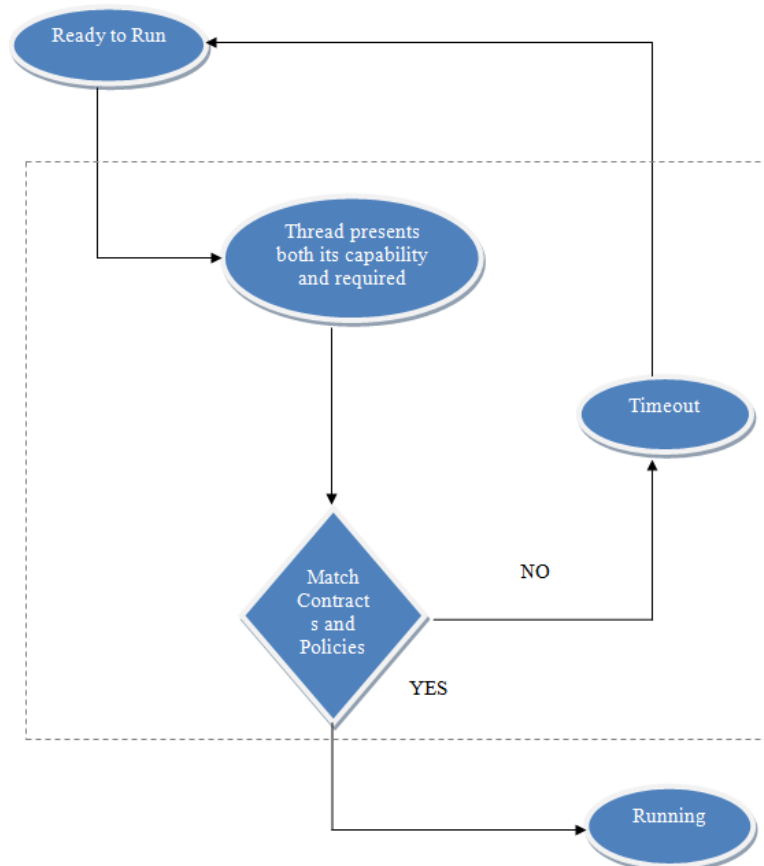 Ready to Run
Thread presents
both its capability
and required
Timeout
Match
Contract
s and
Policies
NO
YES
Running